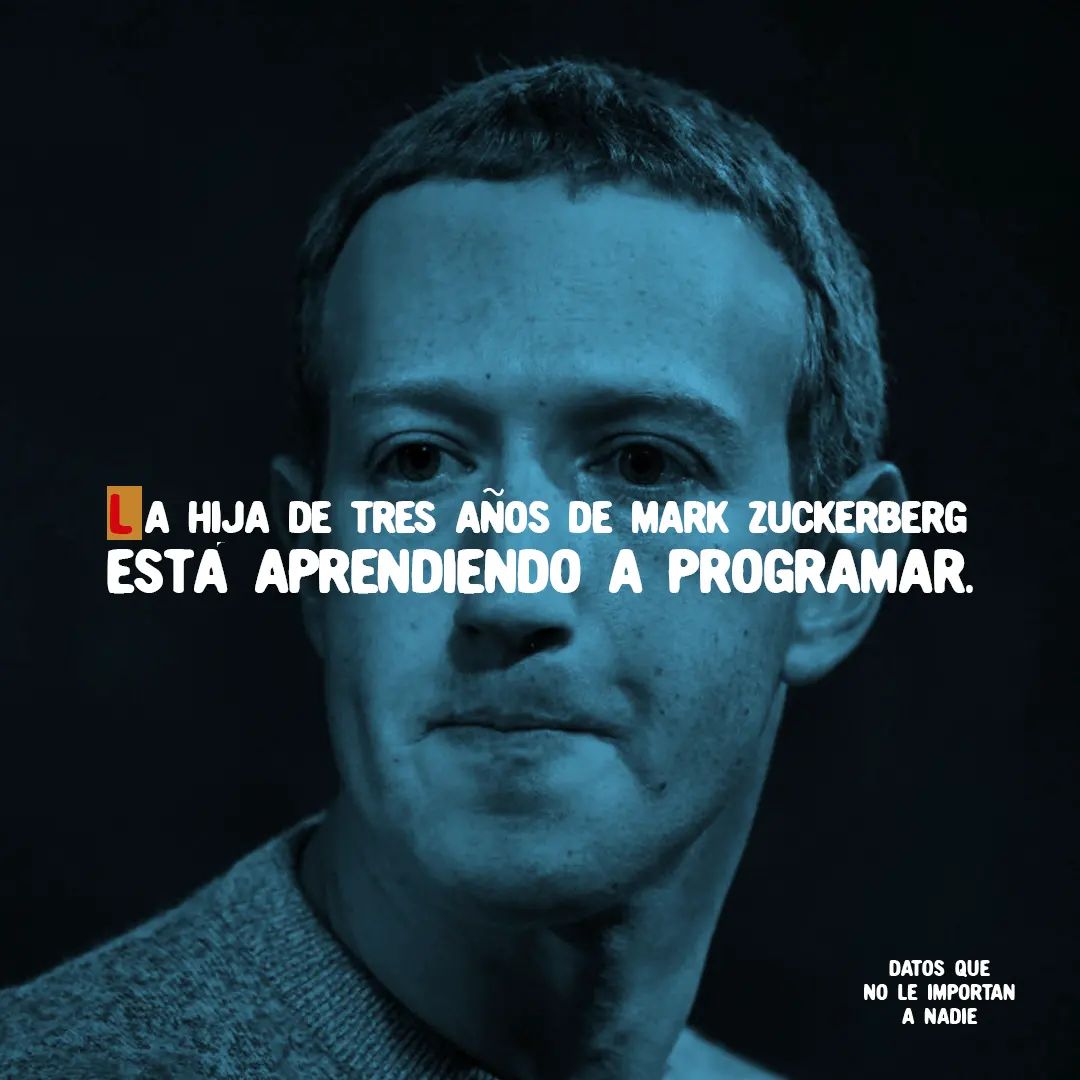 LA HIJA DE TRES AÑOS DE MARK ZUCKERBERG
ESTÁ APRENDIENDO A PROGRAMAR.
DATOS QUE
NO LE IMPORTAN
A NADIE